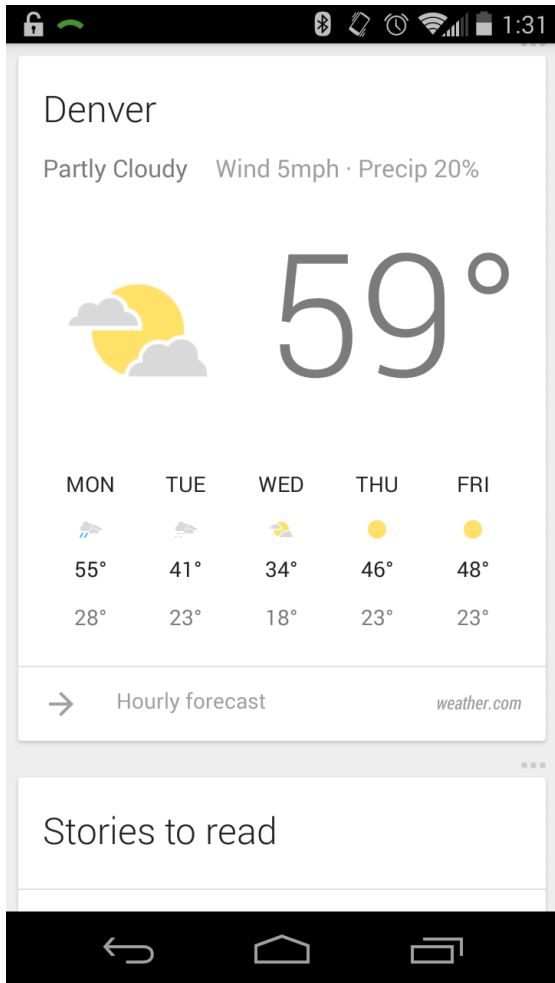 1:31
Denver
Partly Cloudy Wind 5mph · Precip 20%
59°
MON TUE WED THU FRI
55° 41° 34° 46° 48°
28° 23° 18° 23° 23°
Hourly forecast weather.com
Stories to read